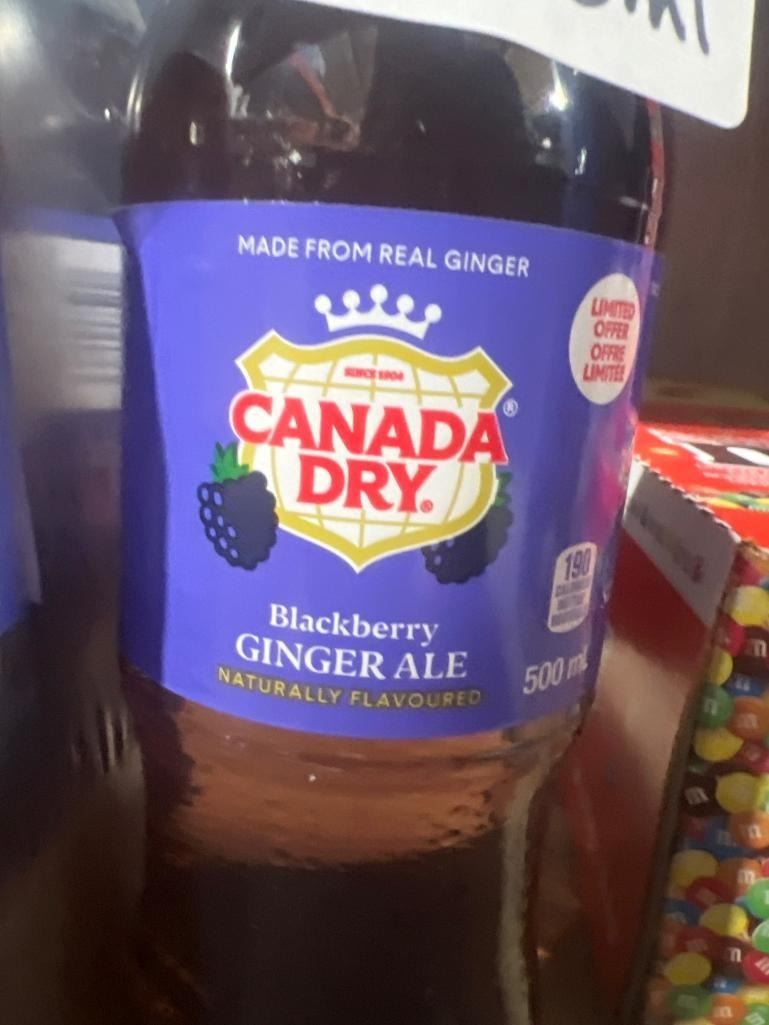 MADE FROM REAL GINGER
LIMITED
OFFER
OFFRE
LIMITÉE
SINCE 1904
CANADA
DRY®
190
Blackberry
GINGER ALE
NATURALLY FLAVOURED
500 mL
m
m
m
m
m